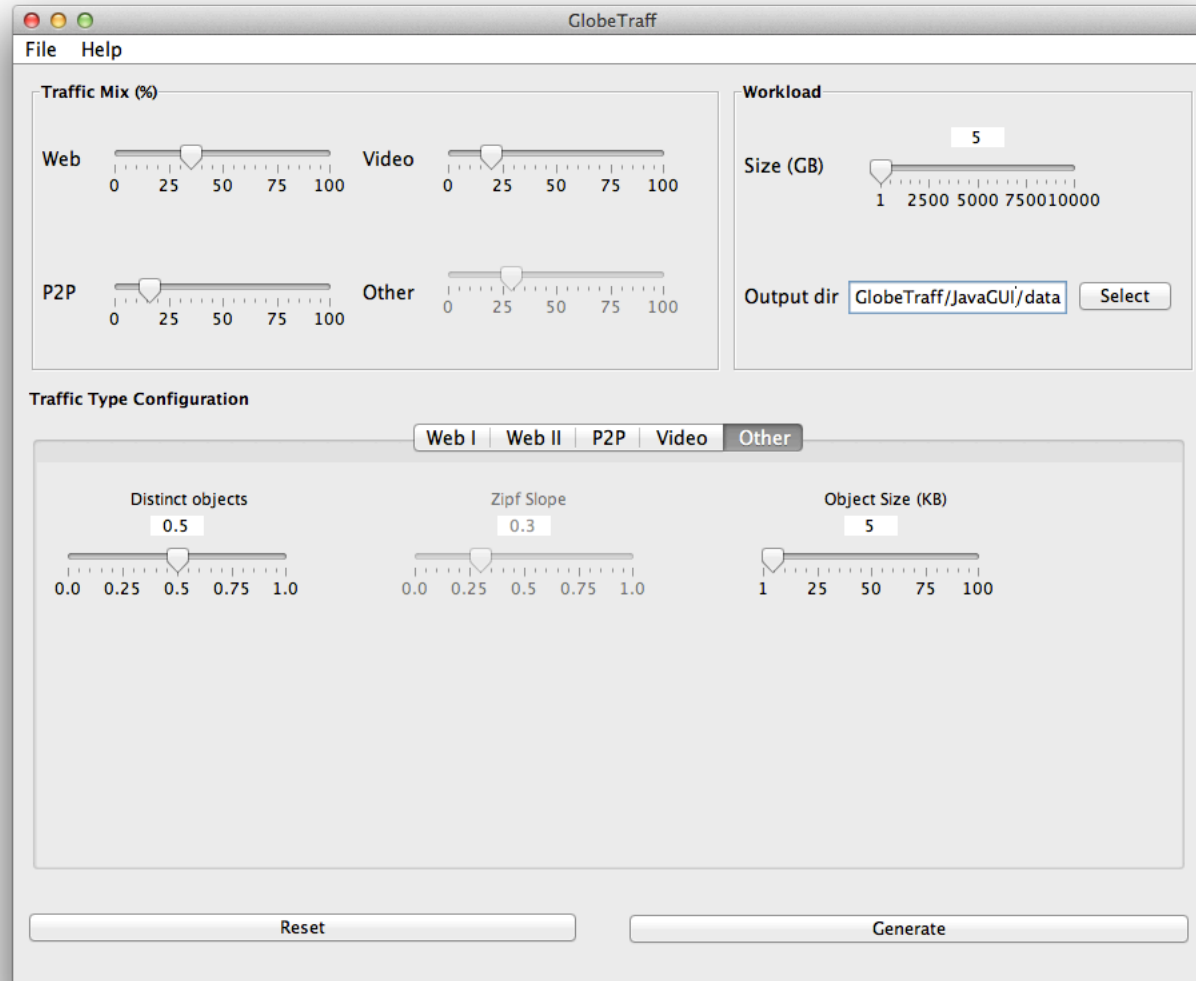 GlobeTraff
File Help
Traffic Mix (%)
Web
0 25 50 75 100
Video
0 25 50 75 100
P2P
0 25 50 75 100
Other
0 25 50 75 100
Workload
5
Size (GB)
1 2500 5000 750010000
Output dir GlobeTraff/JavaGUI/data Select
Traffic Type Configuration
Web I Web II P2P Video Other
Distinct objects
0.5
0.0 0.25 0.5 0.75 1.0
Zipf Slope
0.3
0.0 0.25 0.5 0.75 1.0
Object Size (KB)
5
1 25 50 75 100
Reset Generate